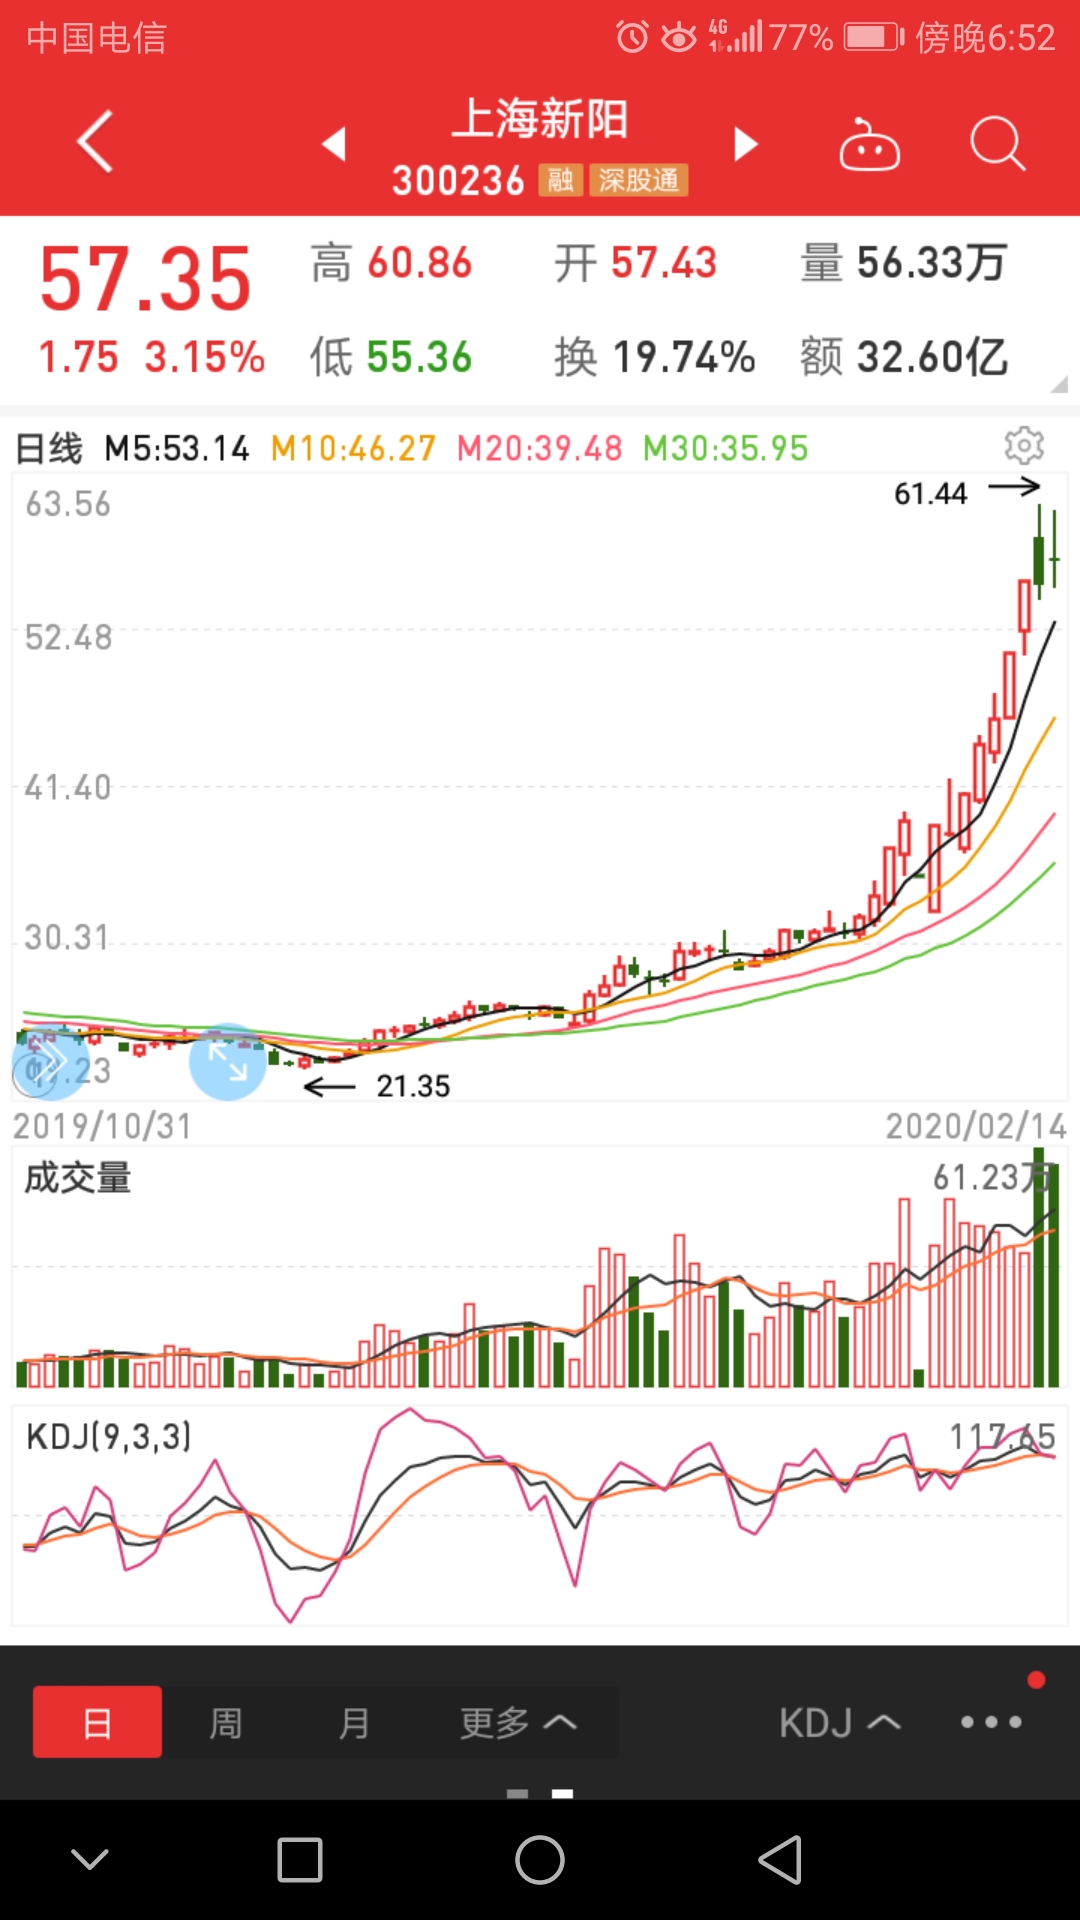 中国电信 4G 77% 傍晚6:52
上海新阳
300236 融 深股通
57.35 高 60.86 开 57.43 量 56.33万
1.75 3.15% 低 55.36 换 19.74% 额 32.60亿
日线 M5:53.14 M10:46.27 M20:39.48 M30:35.95
63.56
61.44
52.48
41.40
30.31
21.35
2019/10/31 2020/02/14
成交量 61.23万
KDJ(9,3,3) 117.65
日 周 月 更多 KDJ